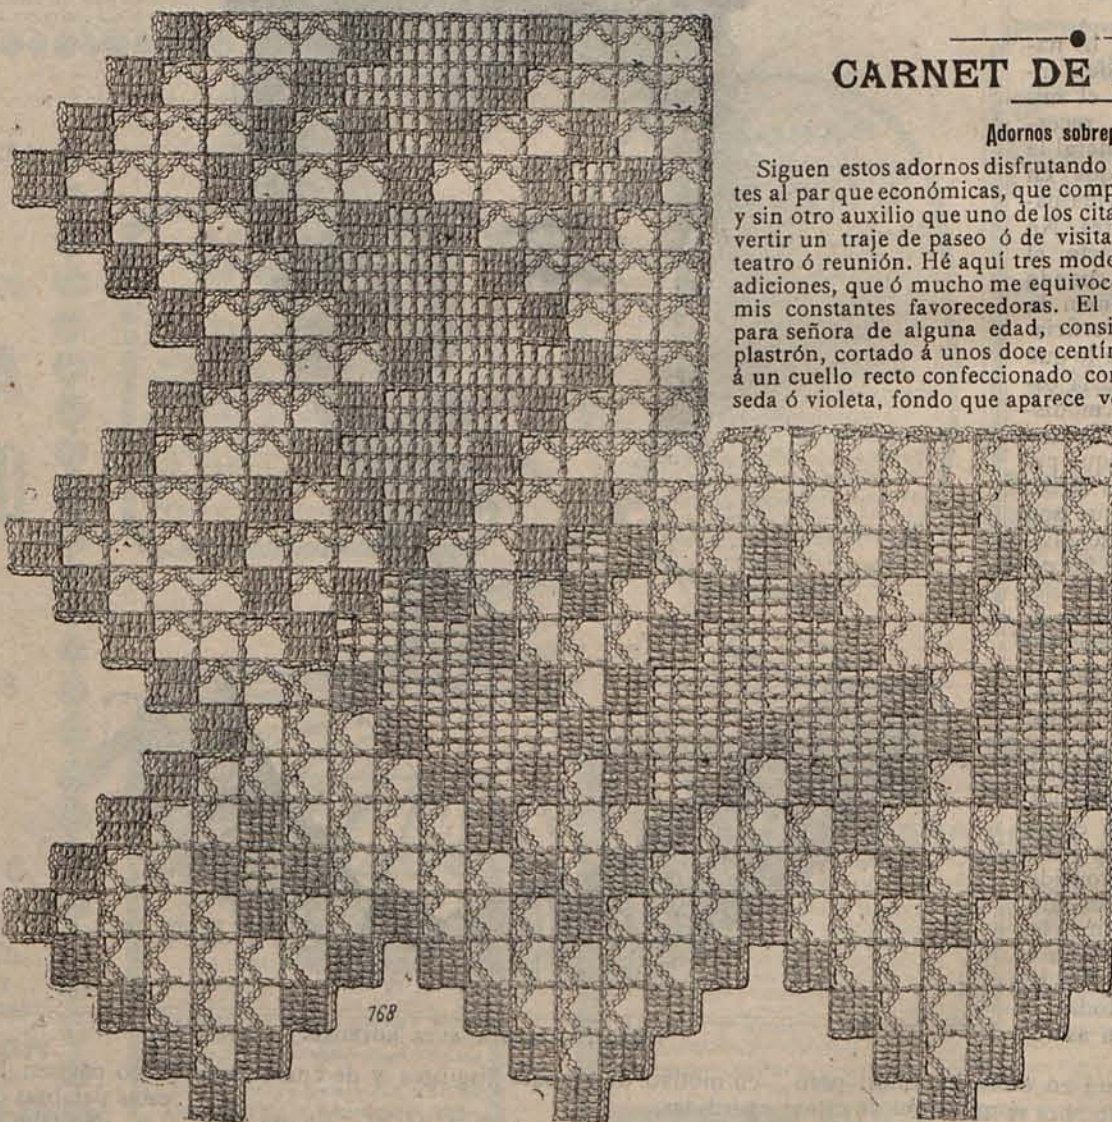 CARNET DE
Adornos sobrep
Siguen estos adornos disfrutando
tes al par que económicas, que comp
y sin otro auxilio que uno de los cita
vertir un traje de paseo ó de visita
teatro ó reunión. Hé aquí tres mode
adiciones, que ó mucho me equivoc
mis constantes favorecedoras. El
para señora de alguna edad, consi
plastrón, cortado á unos doce centím
á un cuello recto confeccionado con
seda ó violeta, fondo que aparece ve
768